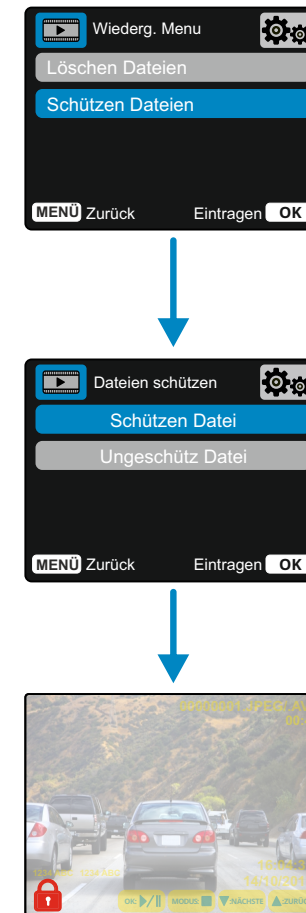 Wiederg. Menu
Löschen Dateien
Schützen Dateien
MENÜ Zurück Eintragen OK
Dateien schützen
Schützen Datei
Ungeschütz Datei
MENÜ Zurück Eintragen OK
OK: MODUS: :NÄCHSTE